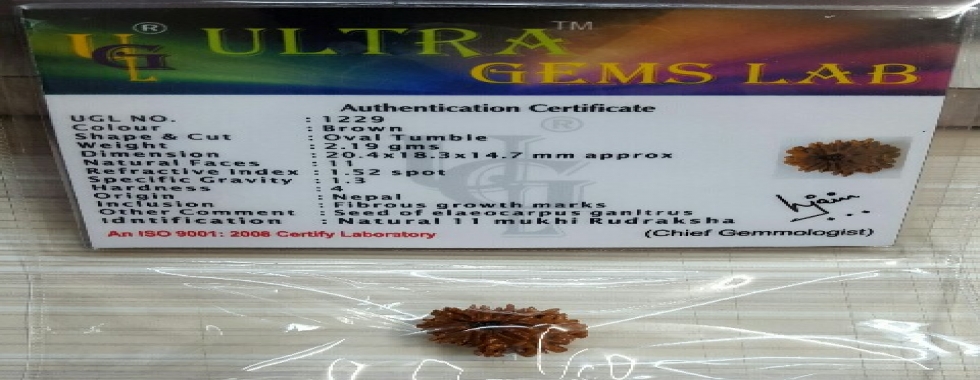 UGL ® ULTRA ™
GEMS LAB
Authentication Certificate
UGL NO. : 1229
Colour : Brown
Shape & Cut : Oval Tumble
Weight : 2.19 gms
Dimension : 20.4x18.3x14.7 mm approx
Natural Faces : 11
Refractive Index : 1.52 spot
Specific Gravity : 1.3
Hardness : 4
Origin : Nepal
Inclusion : Fibrous growth marks
Other Comment : Seed of elaeocarpus ganitrus
Identification : Natural 11 mukhi Rudraksha
An ISO 9001: 2008 Certify Laboratory
(Chief Gemmologist)